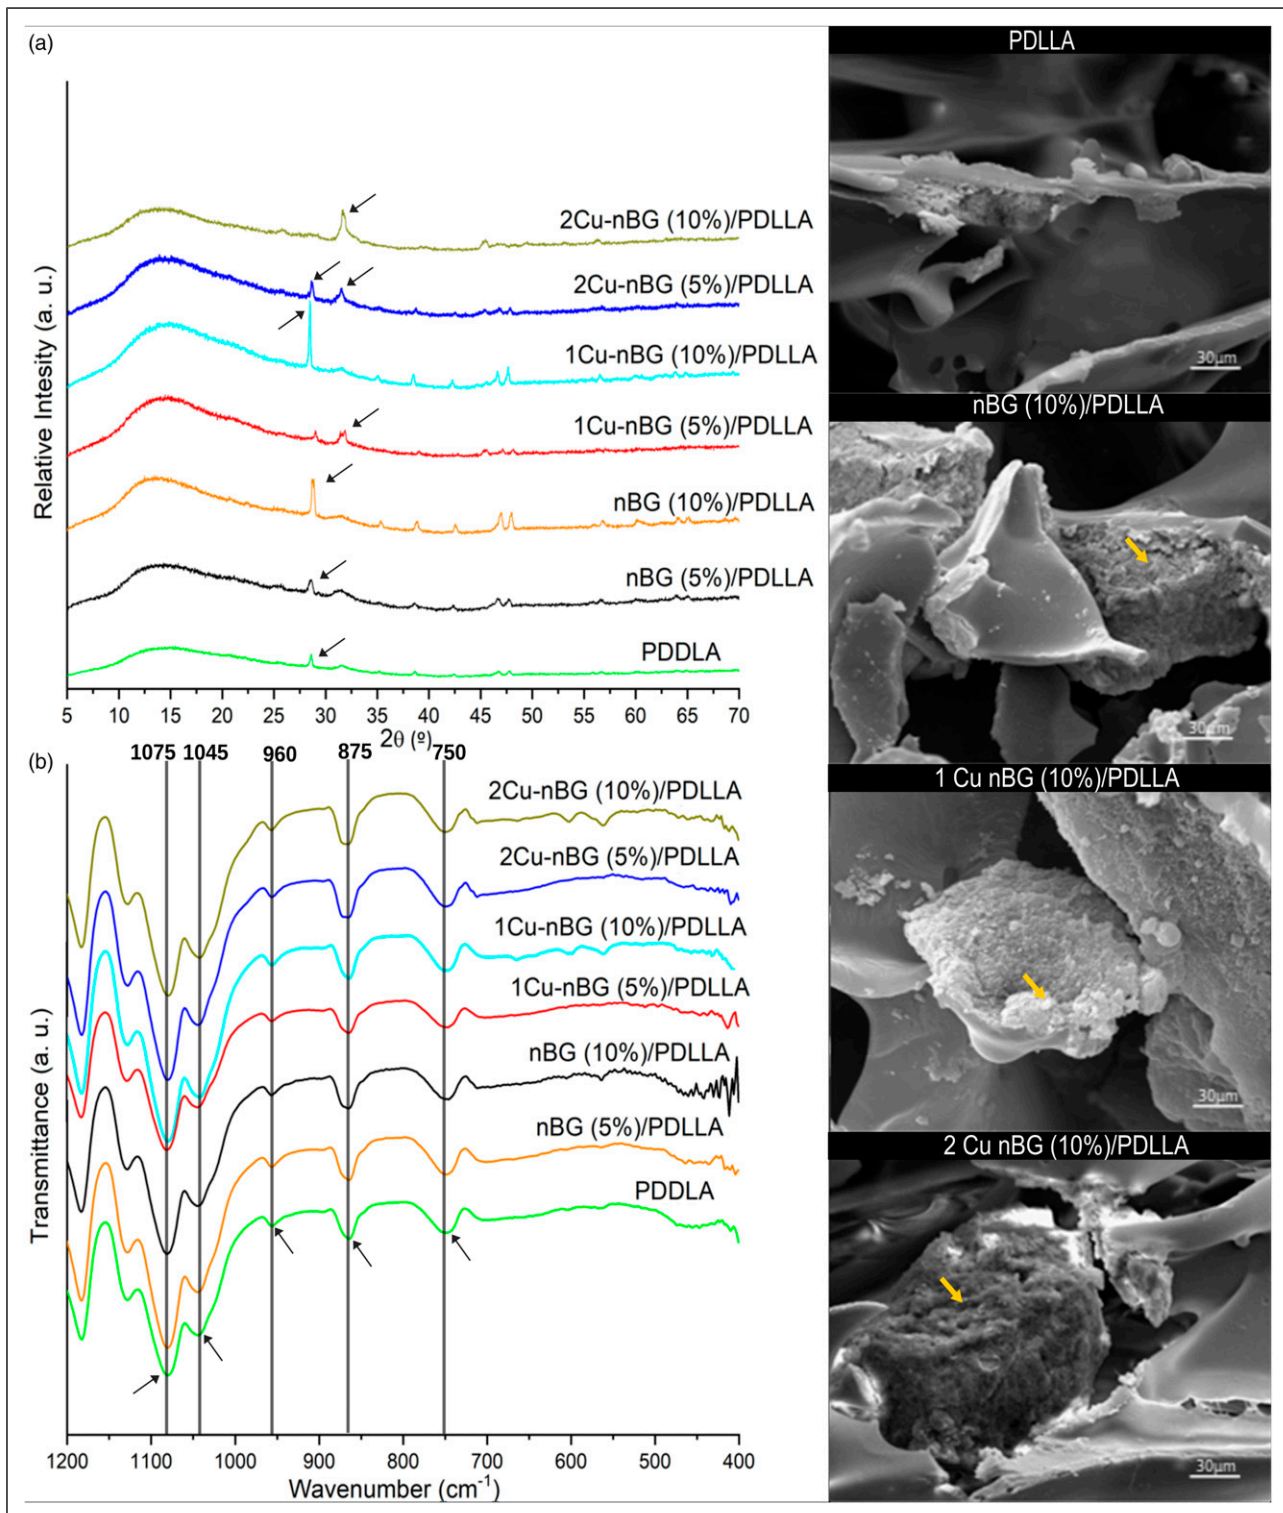 (a)
Relative Intesity (a. u.)
2Cu-nBG (10%)/PDLLA
2Cu-nBG (5%)/PDLLA
1Cu-nBG (10%)/PDLLA
1Cu-nBG (5%)/PDLLA
nBG (10%)/PDLLA
nBG (5%)/PDLLA
PDDLA
5 10 15 20 25 30 35 40 45 50 55 60 65 70
2θ (º)
(b)
1075 1045 960 875 750
Transmittance (a. u.)
2Cu-nBG (10%)/PDLLA
2Cu-nBG (5%)/PDLLA
1Cu-nBG (10%)/PDLLA
1Cu-nBG (5%)/PDLLA
nBG (10%)/PDLLA
nBG (5%)/PDLLA
PDDLA
1200 1100 1000 900 800 700 600 500 400
Wavenumber (cm⁻¹)
PDLLA
30µm
nBG (10%)/PDLLA
30µm
1 Cu nBG (10%)/PDLLA
30µm
2 Cu nBG (10%)/PDLLA
30µm